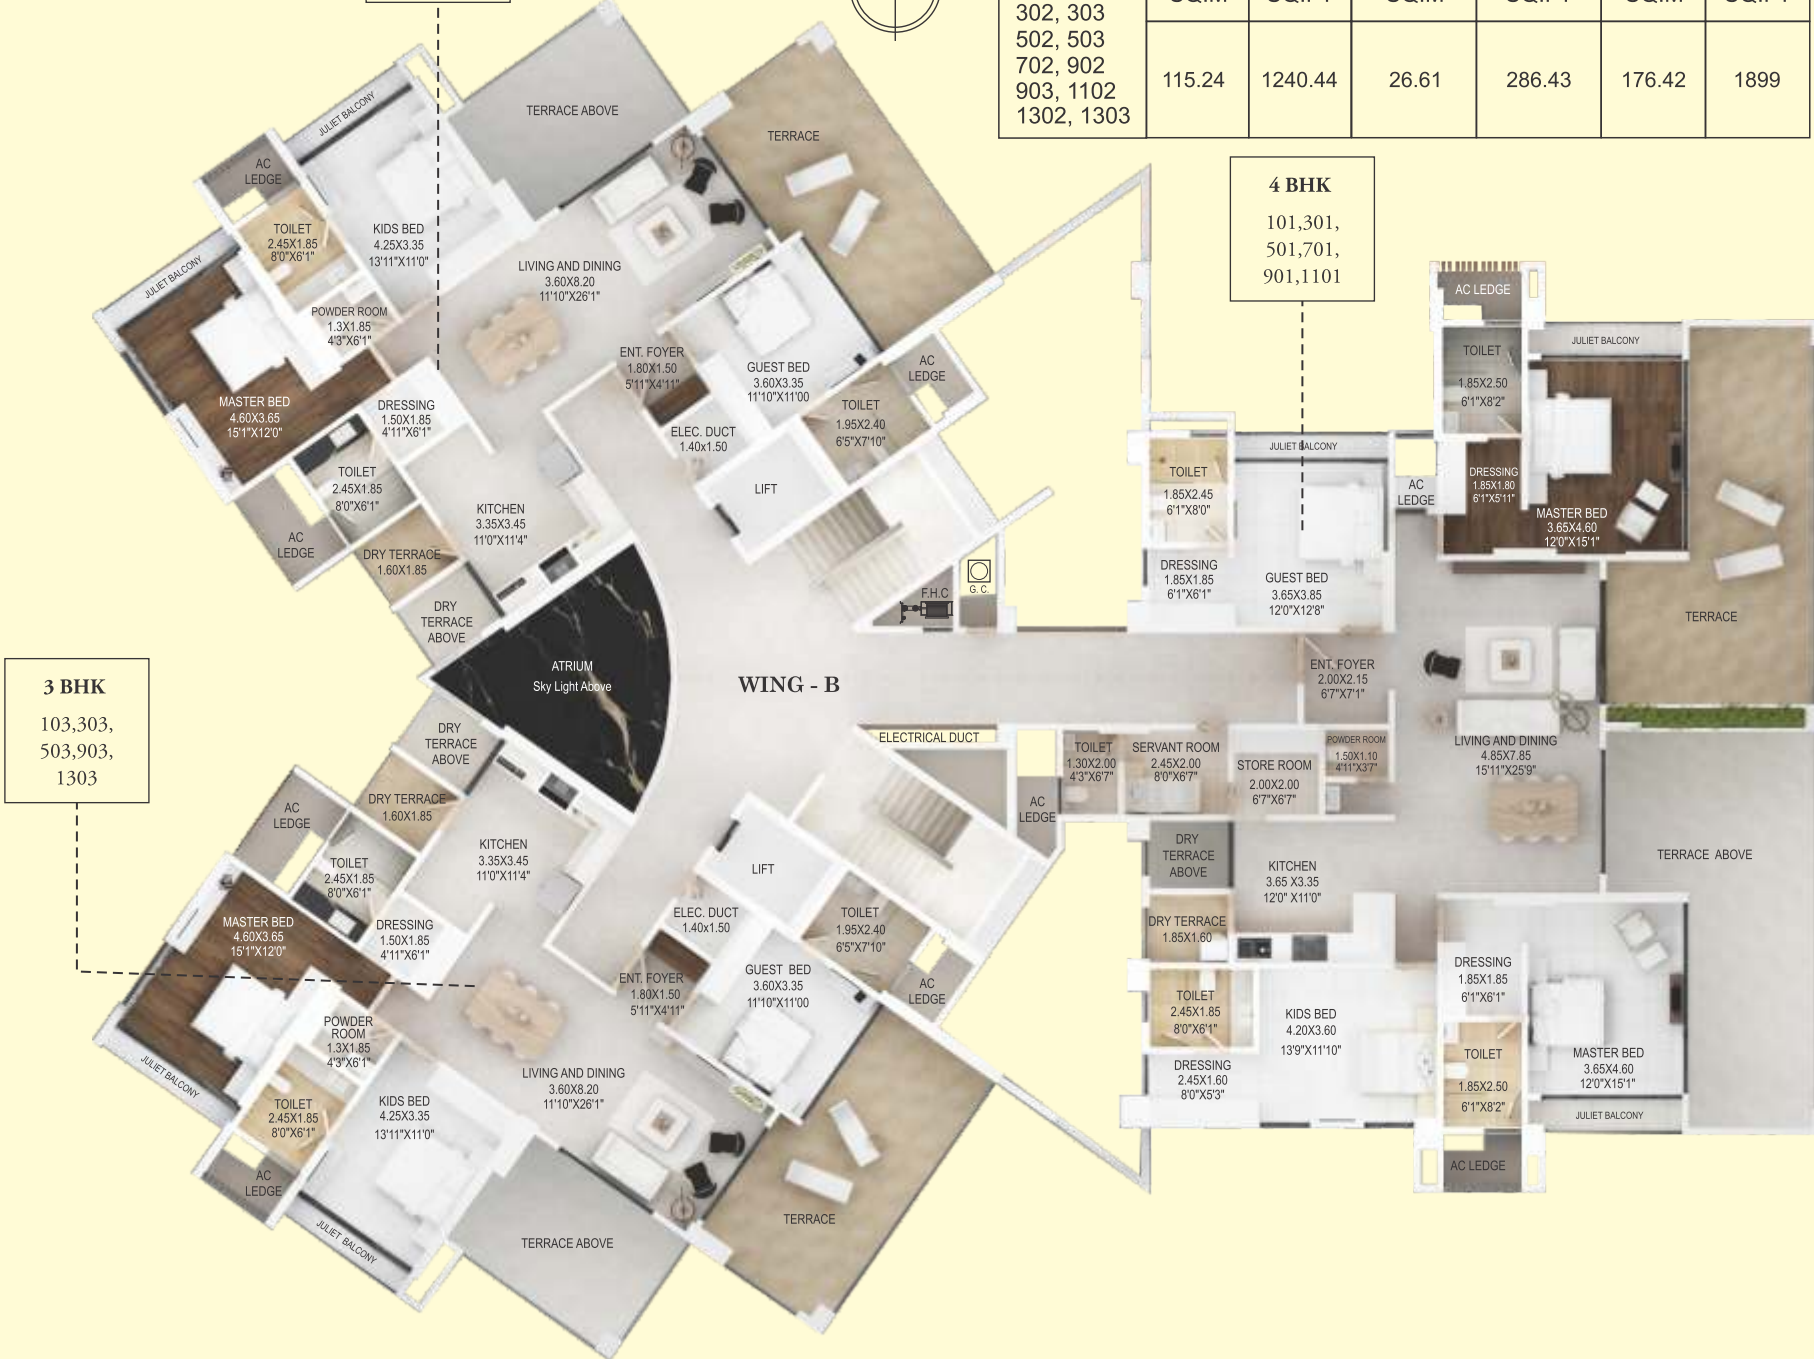 302, 303
502, 503
702, 902
903, 1102
1302, 1303
115.24 1240.44 26.61 286.43 176.42 1899
4 BHK
101,301,
501,701,
901,1101
3 BHK
103,303,
503,903,
1303
WING - B
ATRIUM
Sky Light Above
TERRACE ABOVE
TERRACE
JULIET BALCONY
AC
LEDGE
TOILET
2.45X1.85
8'0"X6'1"
KIDS BED
4.25X3.35
13'11"X11'0"
JULIET BALCONY
POWDER ROOM
1.3X1.85
4'3"X6'1"
LIVING AND DINING
3.60X8.20
11'10"X26'1"
MASTER BED
4.60X3.65
15'1"X12'0"
DRESSING
1.50X1.85
4'11"X6'1"
TOILET
2.45X1.85
8'0"X6'1"
AC
LEDGE
ENT. FOYER
1.80X1.50
5'11"X4'11"
GUEST BED
3.60X3.35
11'10"X11'00
AC
LEDGE
TOILET
1.95X2.40
6'5"X7'10"
ELEC. DUCT
1.40x1.50
LIFT
KITCHEN
3.35X3.45
11'0"X11'4"
DRY TERRACE
1.60X1.85
DRY
TERRACE
ABOVE
F.H.C
G. C.
ELECTRICAL DUCT
DRY
TERRACE
ABOVE
DRY TERRACE
1.60X1.85
AC
LEDGE
KITCHEN
3.35X3.45
11'0"X11'4"
TOILET
2.45X1.85
8'0"X6'1"
MASTER BED
4.60X3.65
15'1"X12'0"
DRESSING
1.50X1.85
4'11"X6'1"
LIFT
ELEC. DUCT
1.40x1.50
TOILET
1.95X2.40
6'5"X7'10"
ENT. FOYER
1.80X1.50
5'11"X4'11"
GUEST BED
3.60X3.35
11'10"X11'00
AC
LEDGE
POWDER
ROOM
1.3X1.85
4'3"X6'1"
JULIET BALCONY
TOILET
2.45X1.85
8'0"X6'1"
KIDS BED
4.25X3.35
13'11"X11'0"
LIVING AND DINING
3.60X8.20
11'10"X26'1"
AC
LEDGE
JULIET BALCONY
TERRACE ABOVE
TERRACE
AC LEDGE
JULIET BALCONY
TOILET
1.85X2.50
6'1"X8'2"
JULIET BALCONY
TOILET
1.85X2.45
6'1"X8'0"
AC
LEDGE
DRESSING
1.85X1.80
6'1"X5'11"
MASTER BED
3.65X4.60
12'0"X15'1"
DRESSING
1.85X1.85
6'1"X6'1"
GUEST BED
3.65X3.85
12'0"X12'8"
TERRACE
ENT. FOYER
2.00X2.15
6'7"X7'1"
TOILET
1.30X2.00
4'3"X6'7"
SERVANT ROOM
2.45X2.00
8'0"X6'7"
STORE ROOM
2.00X2.00
6'7"X6'7"
POWDER ROOM
1.50X1.10
4'11"X3'7"
LIVING AND DINING
4.85X7.85
15'11"X25'9"
AC
LEDGE
DRY
TERRACE
ABOVE
KITCHEN
3.65 X3.35
12'0" X11'0"
TERRACE ABOVE
DRY TERRACE
1.85X1.60
TOILET
2.45X1.85
8'0"X6'1"
KIDS BED
4.20X3.60
13'9"X11'10"
DRESSING
1.85X1.85
6'1"X6'1"
DRESSING
2.45X1.60
8'0"X5'3"
TOILET
1.85X2.50
6'1"X8'2"
MASTER BED
3.65X4.60
12'0"X15'1"
JULIET BALCONY
AC LEDGE